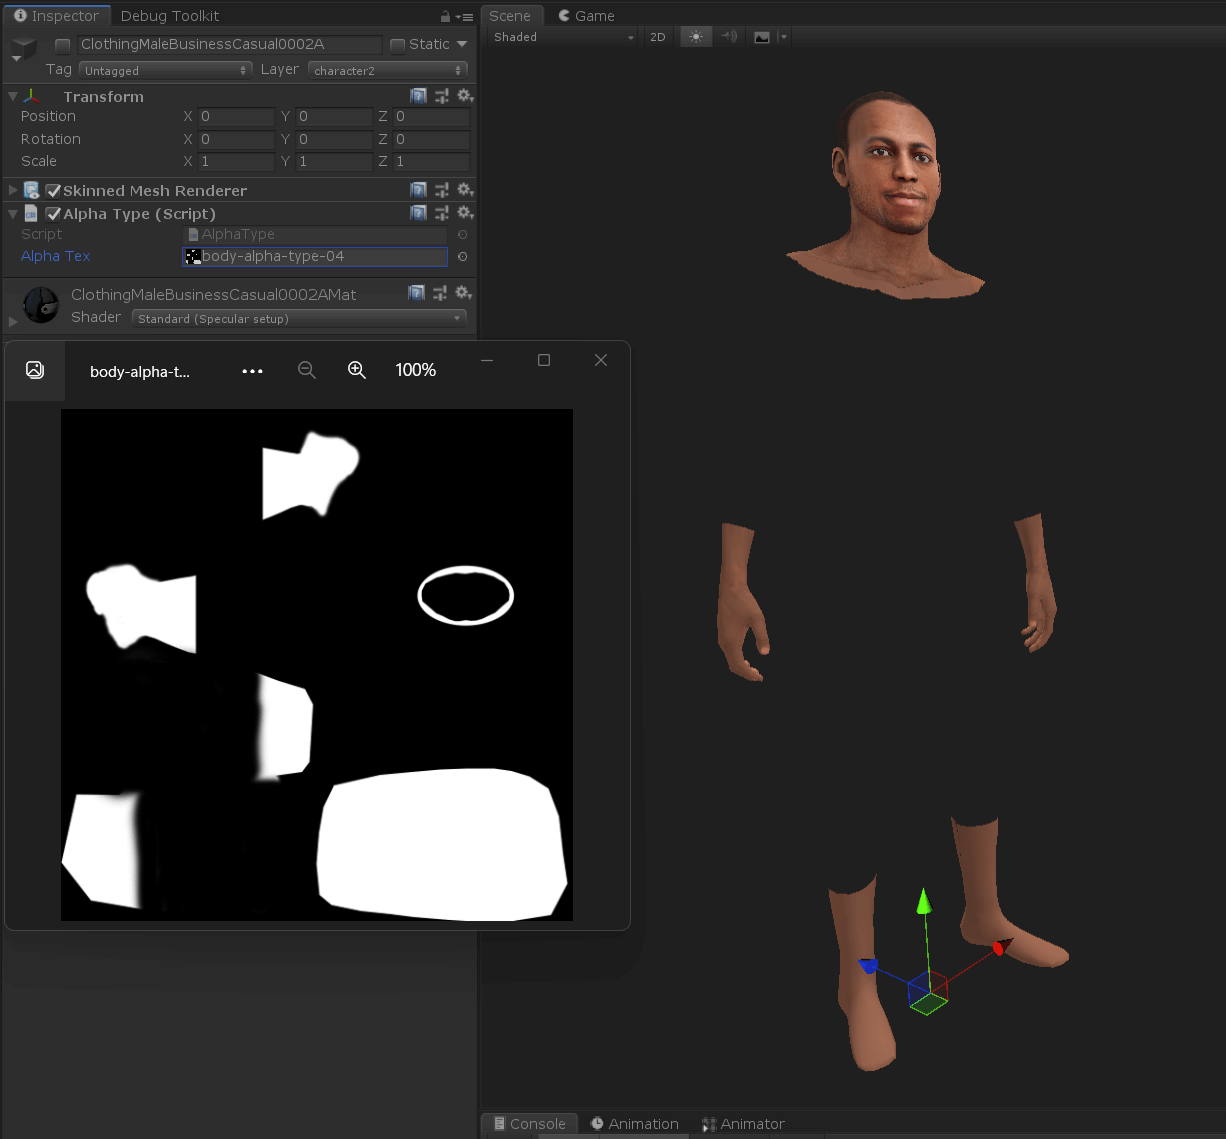 Inspector Debug Toolkit
ClothingMaleBusinessCasual0002A Static
Tag Untagged Layer character2
Transform
Position X 0 Y 0 Z 0
Rotation X 0 Y 0 Z 0
Scale X 1 Y 1 Z 1
Skinned Mesh Renderer
Alpha Type (Script)
Script AlphaType
Alpha Tex body-alpha-type-04
ClothingMaleBusinessCasual0002AMat
Shader Standard (Specular setup)
body-alpha-t... 100%
Scene Game
Shaded 2D
Console Animation Animator